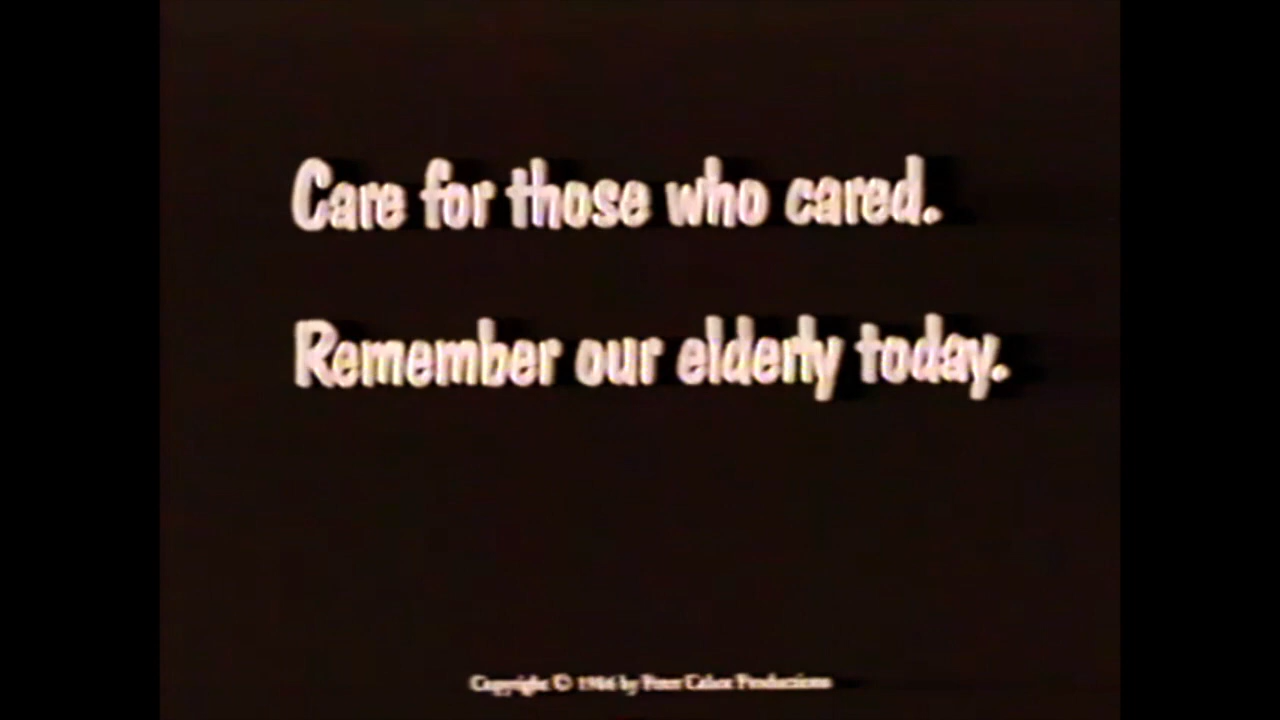 Care for those who cared.
Remember our elderly today.
Copyright © by Productions